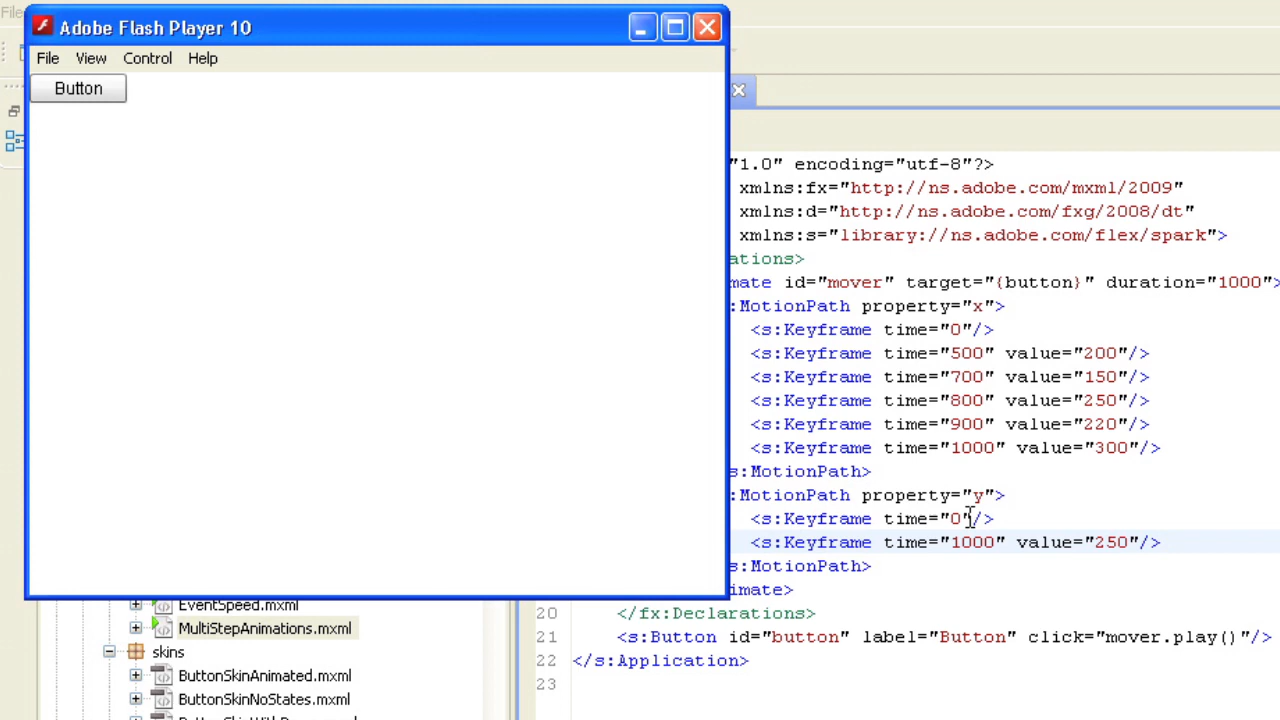 File
Adobe Flash Player 10
File View Control Help
Button
"1.0" encoding="utf-8"?>
xmlns:fx="http://ns.adobe.com/mxml/2009"
xmlns:d="http://ns.adobe.com/fxg/2008/dt"
xmlns:s="library://ns.adobe.com/flex/spark">
ations>
mate id="mover" target="{button}" duration="1000">
:MotionPath property="x">
<s:Keyframe time="0"/>
<s:Keyframe time="500" value="200"/>
<s:Keyframe time="700" value="150"/>
<s:Keyframe time="800" value="250"/>
<s:Keyframe time="900" value="220"/>
<s:Keyframe time="1000" value="300"/>
s:MotionPath>
:MotionPath property="y">
<s:Keyframe time="0"/>
<s:Keyframe time="1000" value="250"/>
s:MotionPath>
imate>
20 </fx:Declarations>
21 <s:Button id="button" label="Button" click="mover.play()"/>
22 </s:Application>
23
EventSpeed.mxml
MultiStepAnimations.mxml
skins
ButtonSkinAnimated.mxml
ButtonSkinNoStates.mxml